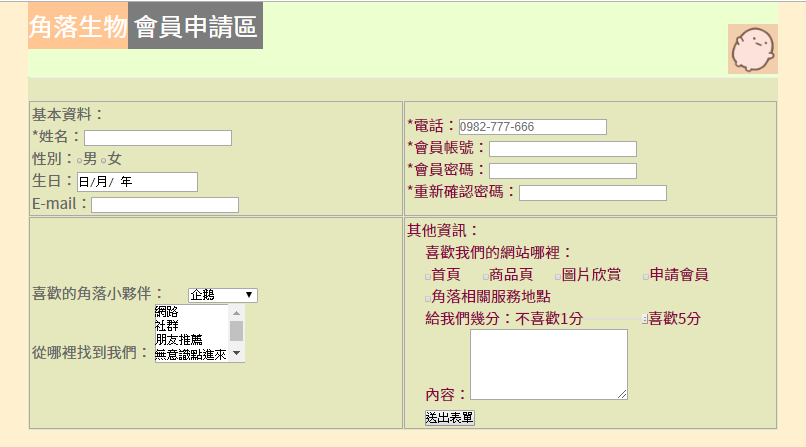 角落生物 會員申請區
基本資料：
*姓名：
性別：男 女
生日：日/月/ 年
E-mail：
*電話：0982-777-666
*會員帳號：
*會員密碼：
*重新確認密碼：
喜歡的角落小夥伴： 企鵝
從哪裡找到我們：
網路
社群
朋友推薦
無意識點進來
其他資訊：
喜歡我們的網站哪裡：
首頁 商品頁 圖片欣賞 申請會員
角落相關服務地點
給我們幾分：不喜歡1分 喜歡5分
內容：
送出表單